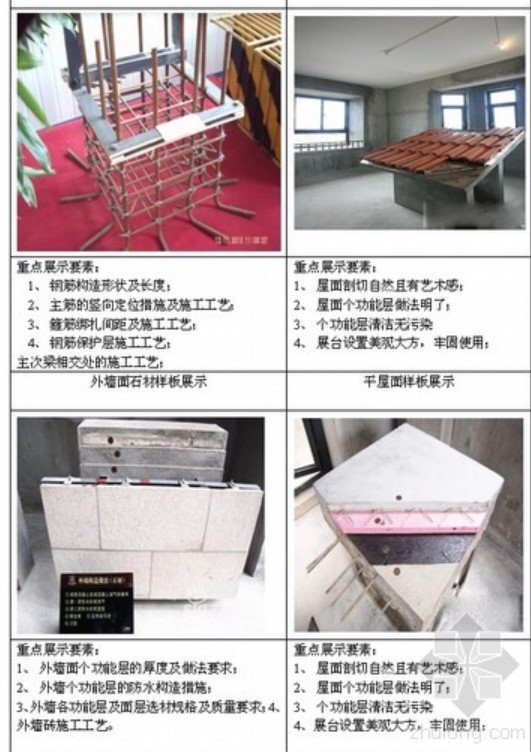 重点展示要素:
1、 钢筋构造形状及长度;
2、 主筋的竖向定位措施及施工工艺;
3、 箍筋绑扎间距及施工工艺;
4、 钢筋保护层施工工艺;
主次梁相交处的施工工艺;
重点展示要素:
1、 屋面剖切自然且有艺术感;
2、 屋面个功能层做法明了;
3、 个功能层清洁无污染
4、 展台设置美观大方，牢固使用;
外墙面石材样板展示
平屋面样板展示
重点展示要素:
1、 外墙面个功能层的厚度及做法要求;
2、 外墙面个功能层的防水构造措施;
3、外墙各功能层及面层选材规格及质量要求;4、
外墙砖施工工艺。
重点展示要素:
1、 屋面剖切自然且有艺术感;
2、 屋面个功能层做法明了;
3、 个功能层清洁无污染
4、 展台设置美观大方，牢固使用;
zhulong.com